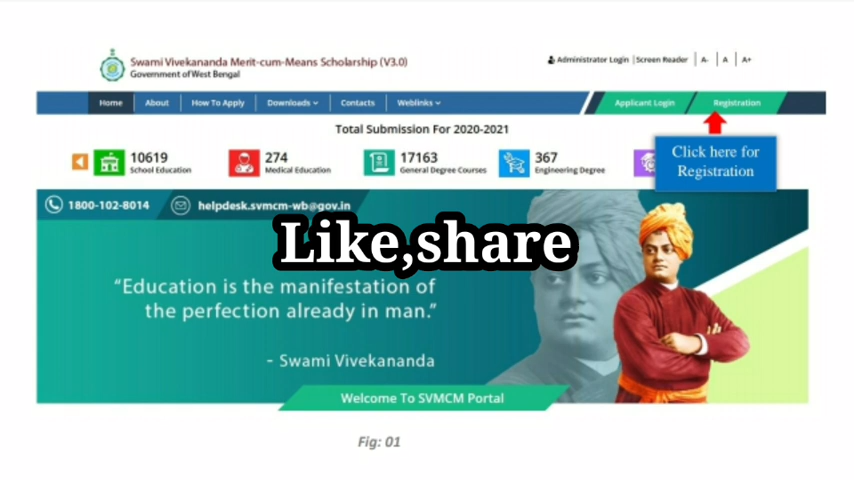 Swami Vivekananda Merit-cum-Means Scholarship (V3.0)
Government of West Bengal
Administrator Login | Screen Reader | A- | A | A+
Home | About | How To Apply | Downloads | Contacts | Weblinks
Applicant Login
Registration
Total Submission For 2020-2021
Click here for
Registration
10619
School Education
274
Medical Education
17163
General Degree Courses
367
Engineering Degree
1800-102-8014
helpdesk.svmcm-wb@gov.in
Like,share
“Education is the manifestation of
the perfection already in man.”
- Swami Vivekananda
Welcome To SVMCM Portal
Fig: 01